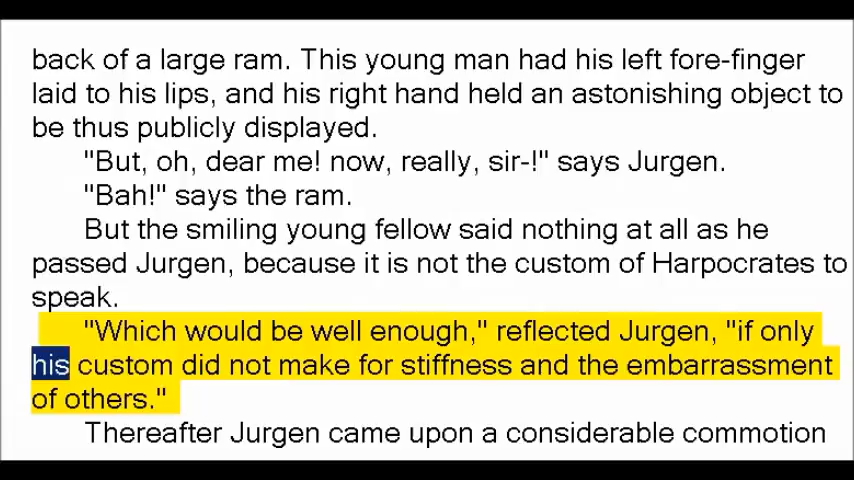 back of a large ram. This young man had his left fore-finger
laid to his lips, and his right hand held an astonishing object to
be thus publicly displayed.
"But, oh, dear me! now, really, sir-!" says Jurgen.
"Bah!" says the ram.
But the smiling young fellow said nothing at all as he
passed Jurgen, because it is not the custom of Harpocrates to
speak.
"Which would be well enough," reflected Jurgen, "if only
his custom did not make for stiffness and the embarrassment
of others."
Thereafter Jurgen came upon a considerable commotion